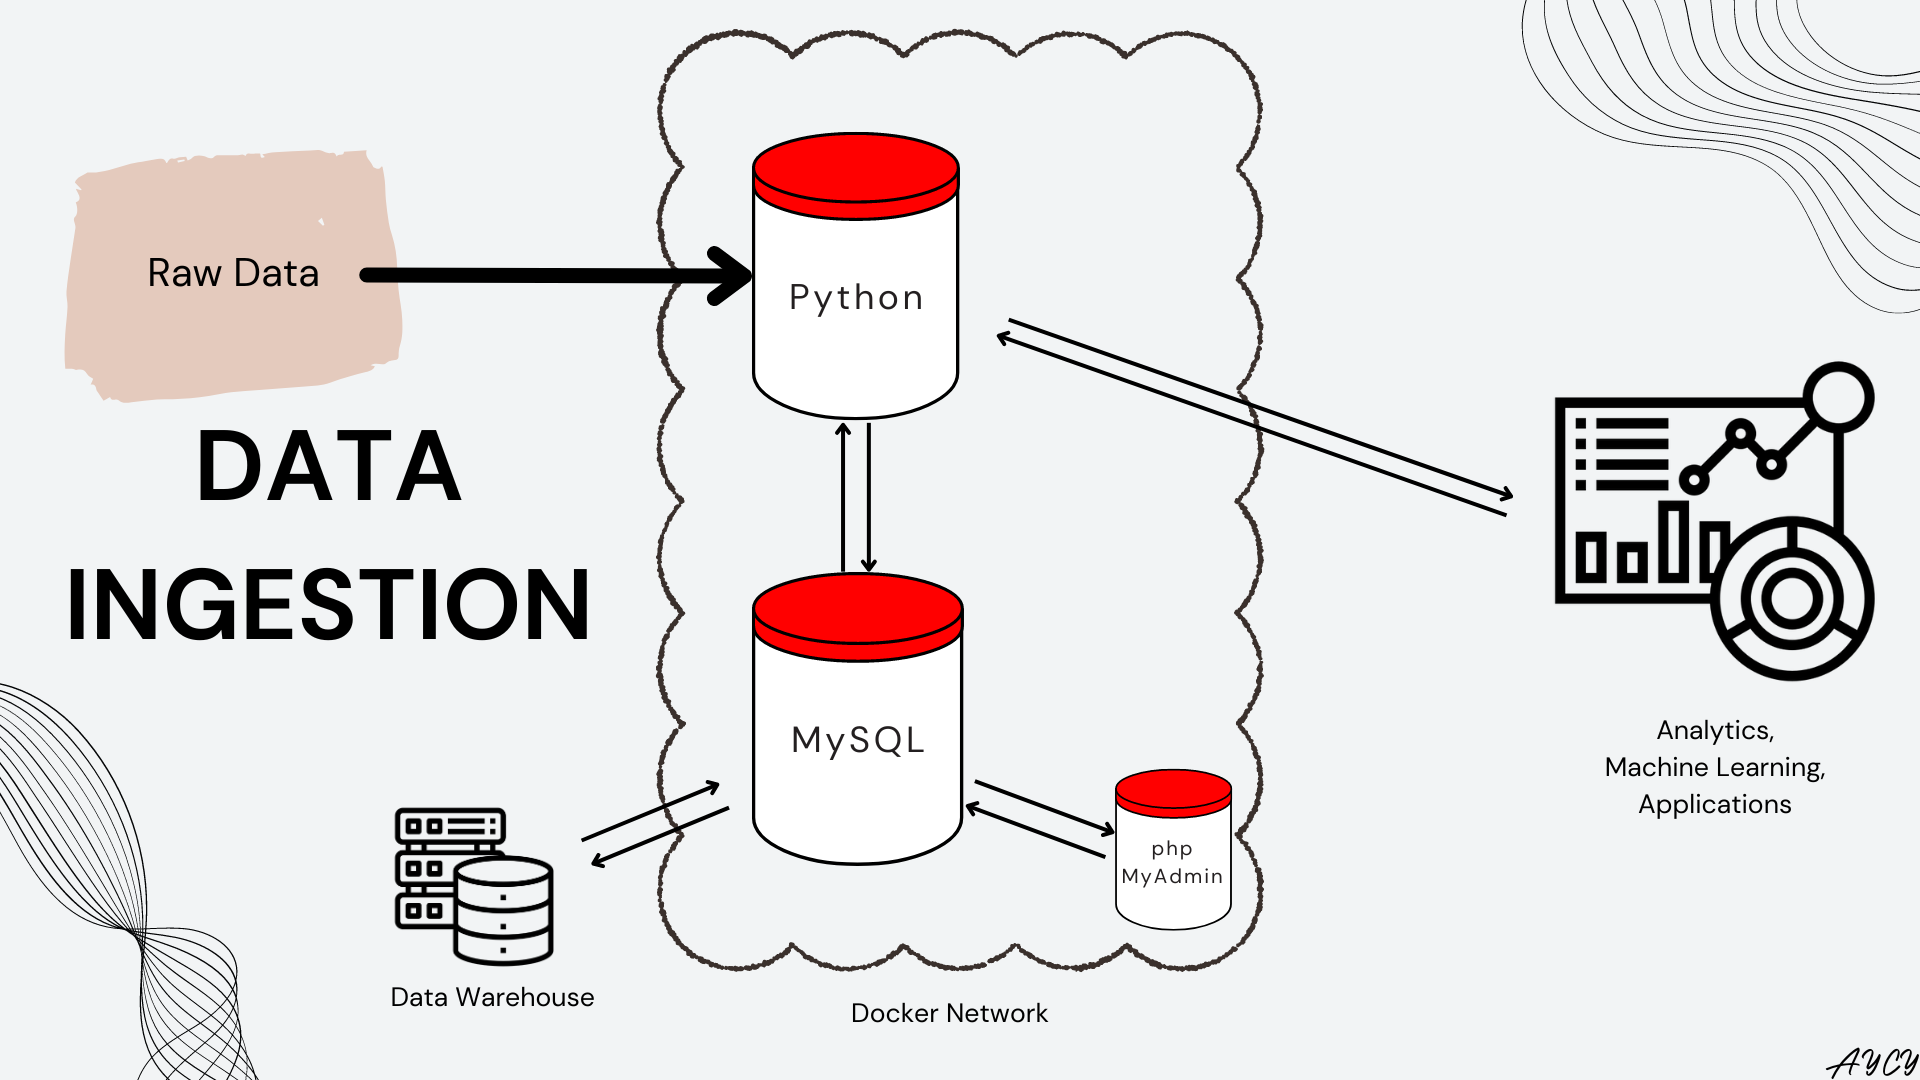 Raw Data
DATA
INGESTION
Python
MySQL
php
MyAdmin
Analytics,
Machine Learning,
Applications
Data Warehouse
Docker Network
AYCY